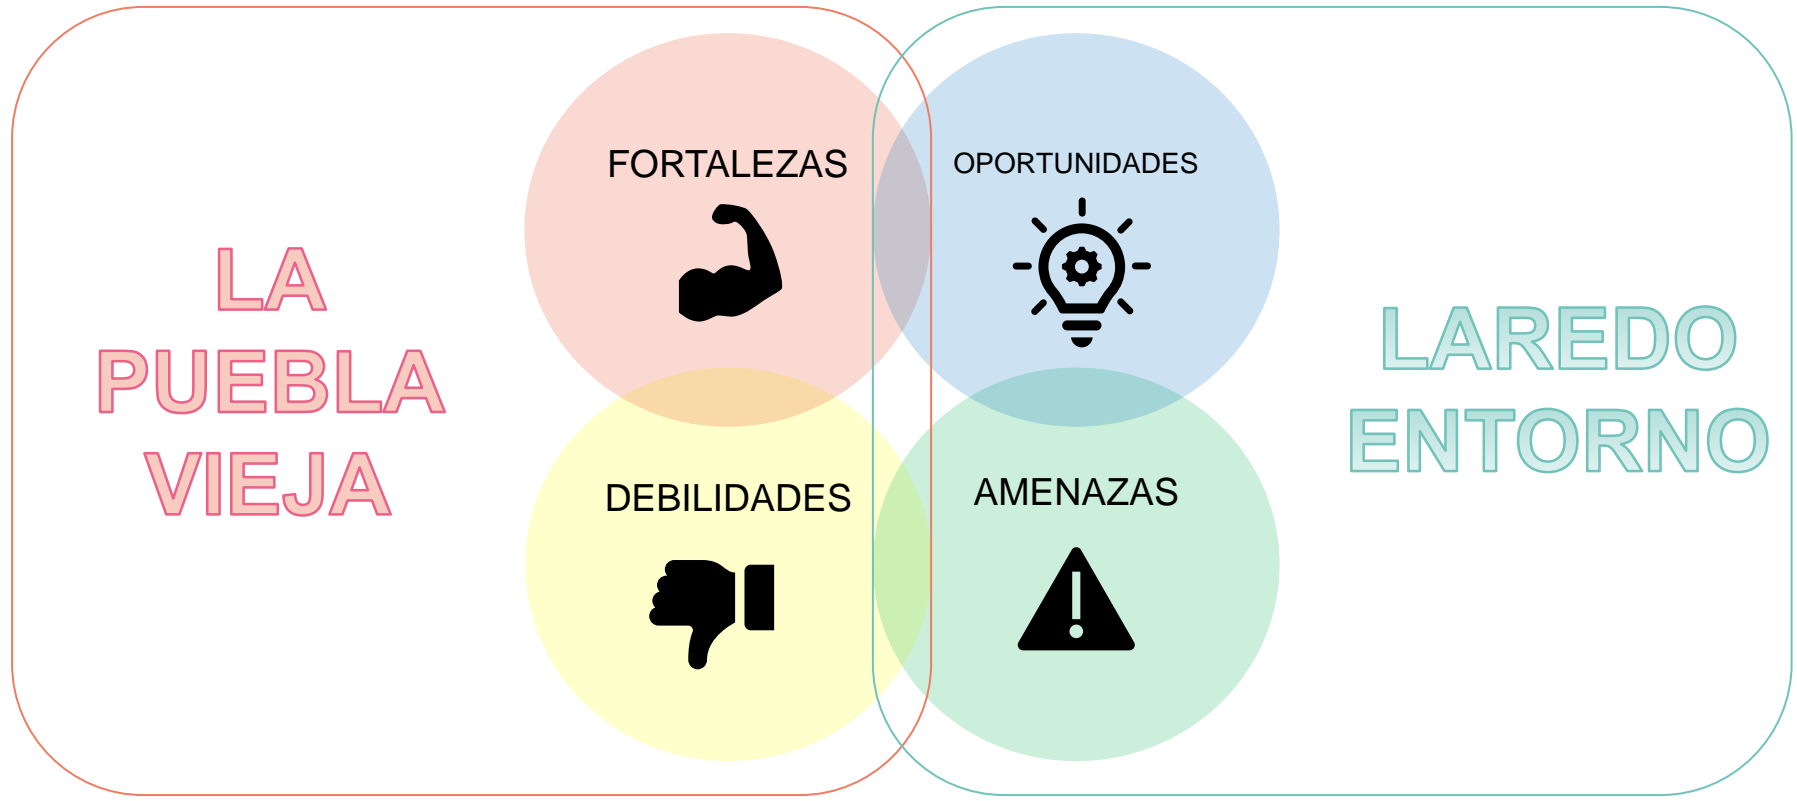 LA
PUEBLA
VIEJA
FORTALEZAS
OPORTUNIDADES
DEBILIDADES
AMENAZAS
LAREDO
ENTORNO